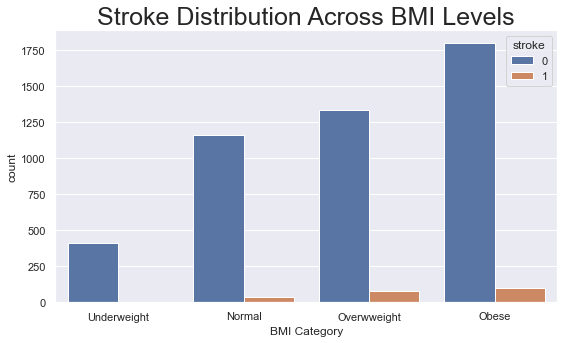 Stroke Distribution Across BMI Levels
stroke
0
1
1750
1500
1250
1000
750
500
250
0
count
Underweight Normal Overwweight Obese
BMI Category